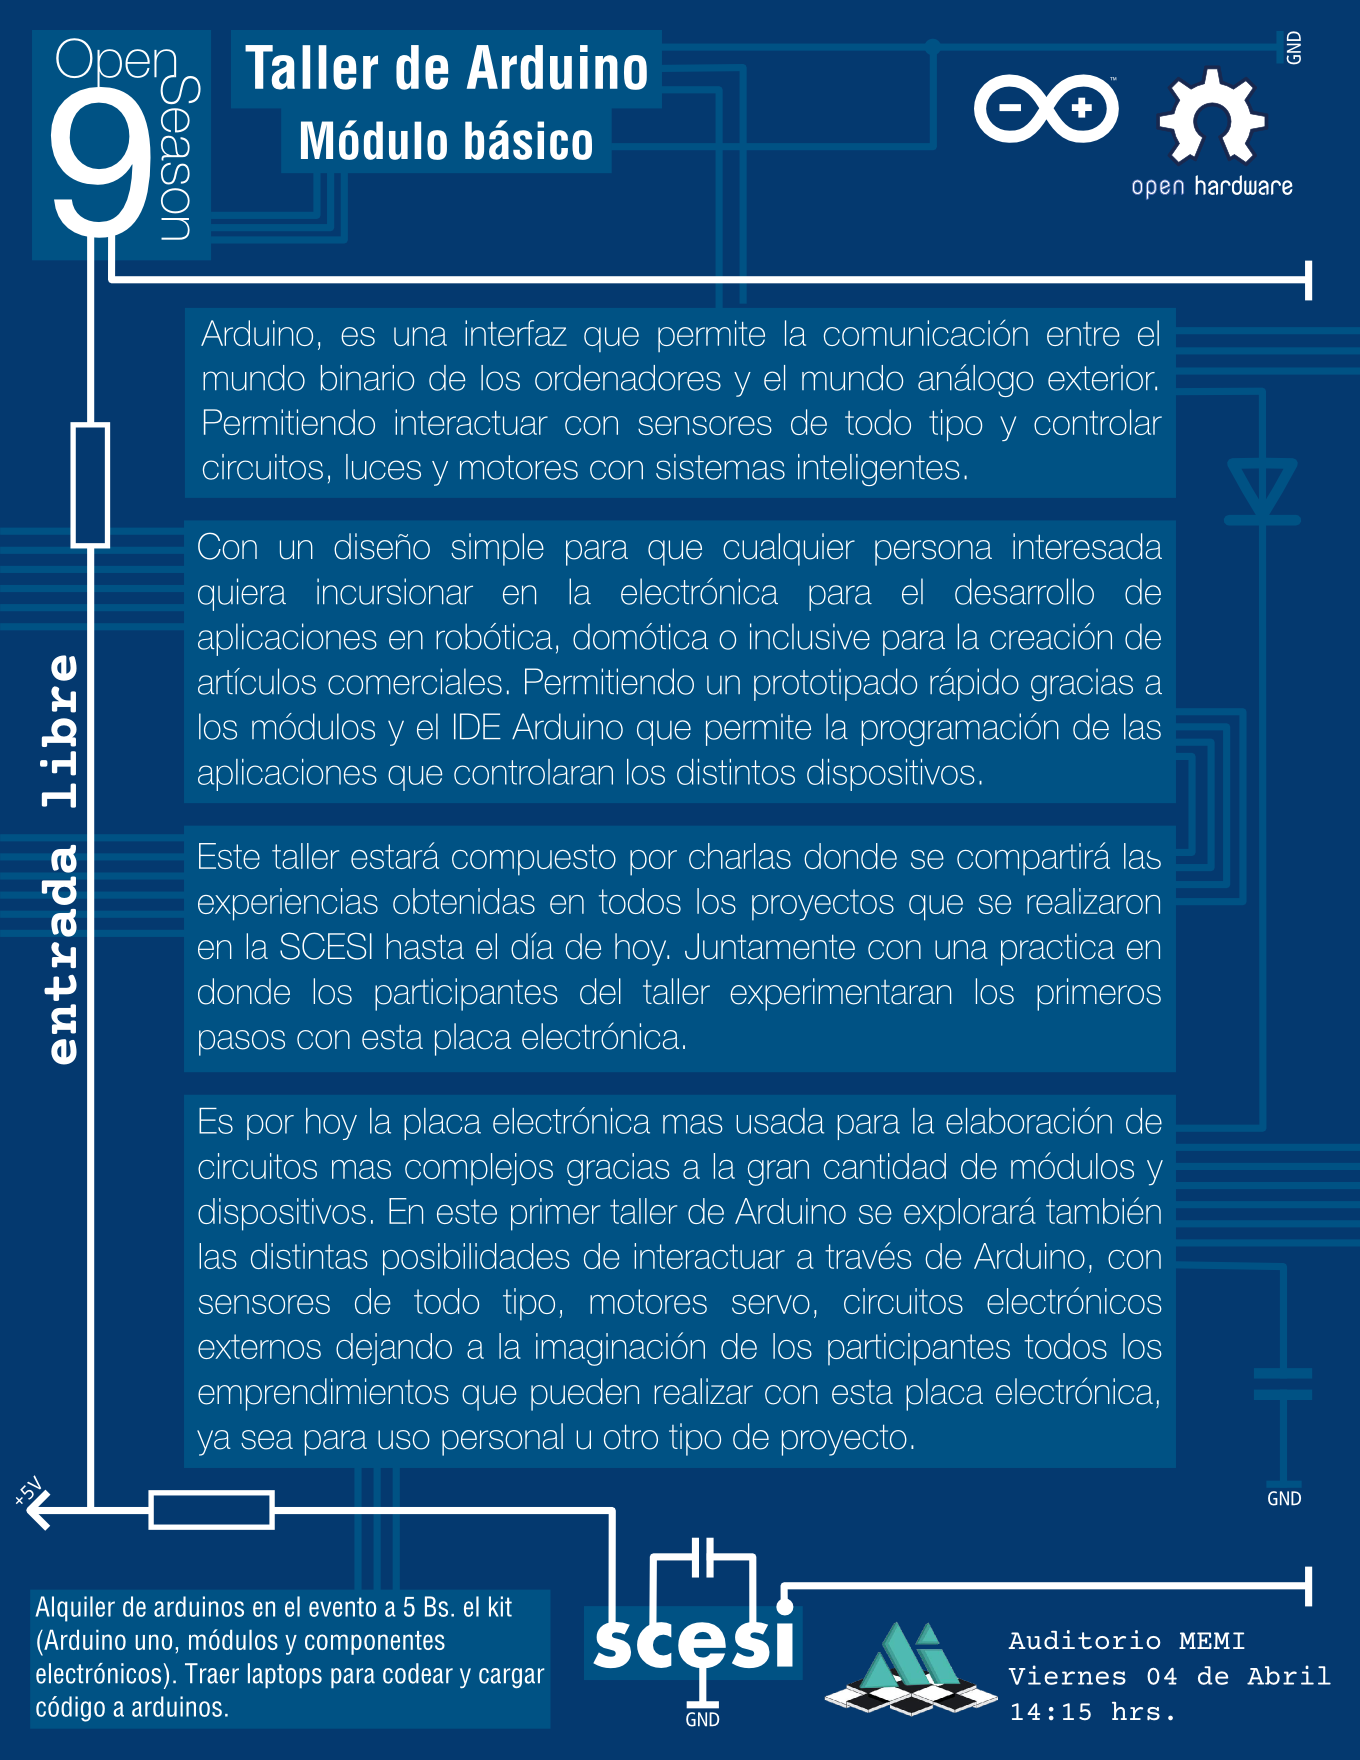 Open
Season
9
Taller de Arduino
Módulo básico
GND
TM
open hardware
Arduino, es una interfaz que permite la comunicación entre el
mundo binario de los ordenadores y el mundo análogo exterior.
Permitiendo interactuar con sensores de todo tipo y controlar
circuitos, luces y motores con sistemas inteligentes.
Con un diseño simple para que cualquier persona interesada
quiera incursionar en la electrónica para el desarrollo de
aplicaciones en robótica, domótica o inclusive para la creación de
artículos comerciales. Permitiendo un prototipado rápido gracias a
los módulos y el IDE Arduino que permite la programación de las
aplicaciones que controlaran los distintos dispositivos.
entrada libre
Este taller estará compuesto por charlas donde se compartirá las
experiencias obtenidas en todos los proyectos que se realizaron
en la SCESI hasta el día de hoy. Juntamente con una practica en
donde los participantes del taller experimentaran los primeros
pasos con esta placa electrónica.
Es por hoy la placa electrónica mas usada para la elaboración de
circuitos mas complejos gracias a la gran cantidad de módulos y
dispositivos. En este primer taller de Arduino se explorará también
las distintas posibilidades de interactuar a través de Arduino, con
sensores de todo tipo, motores servo, circuitos electrónicos
externos dejando a la imaginación de los participantes todos los
emprendimientos que pueden realizar con esta placa electrónica,
ya sea para uso personal u otro tipo de proyecto.
+5V
GND
Alquiler de arduinos en el evento a 5 Bs. el kit
(Arduino uno, módulos y componentes
electrónicos). Traer laptops para codear y cargar
código a arduinos.
scesi
GND
Auditorio MEMI
Viernes 04 de Abril
14:15 hrs.